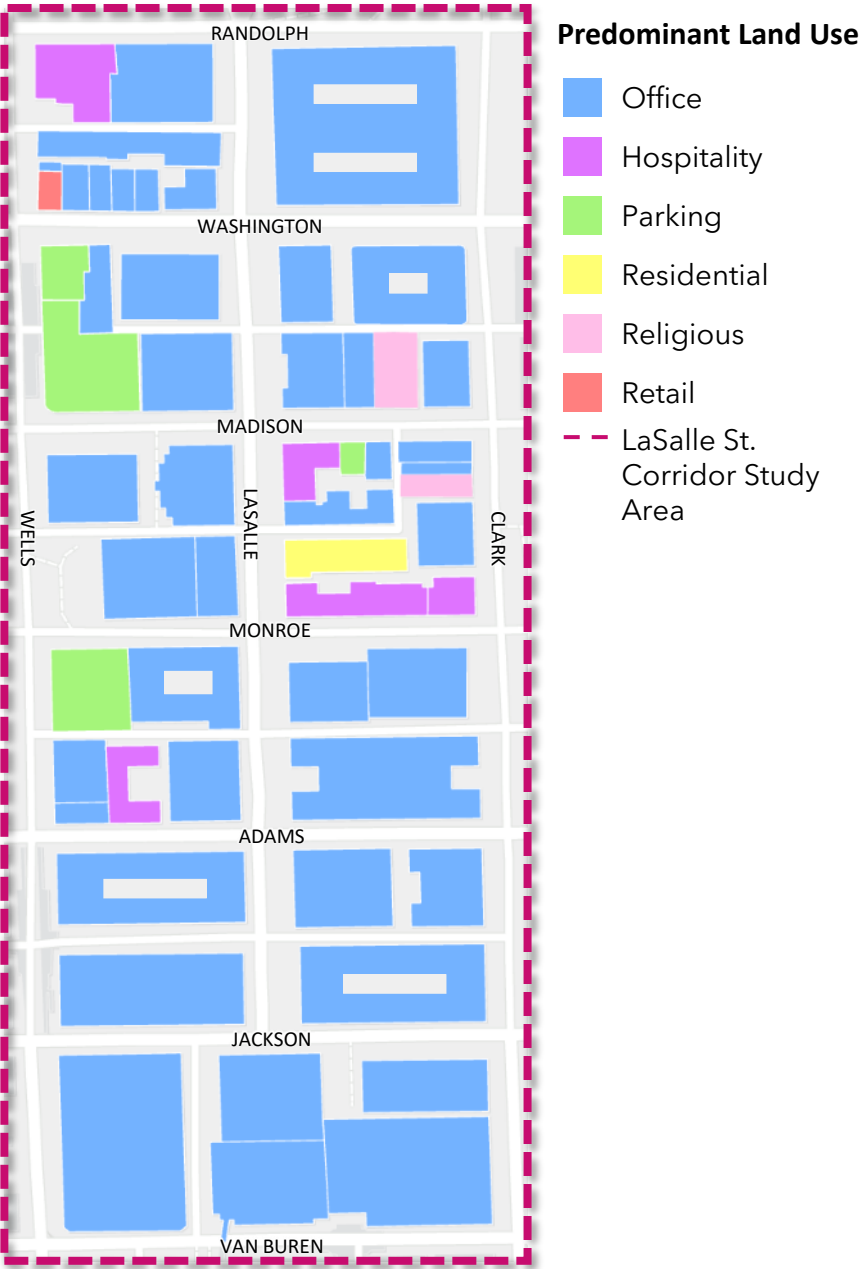 RANDOLPH
WASHINGTON
MADISON
WELLS
LASALLE
CLARK
MONROE
ADAMS
JACKSON
VAN BUREN
Predominant Land Use
Office
Hospitality
Parking
Residential
Religious
Retail
LaSalle St.
Corridor Study
Area